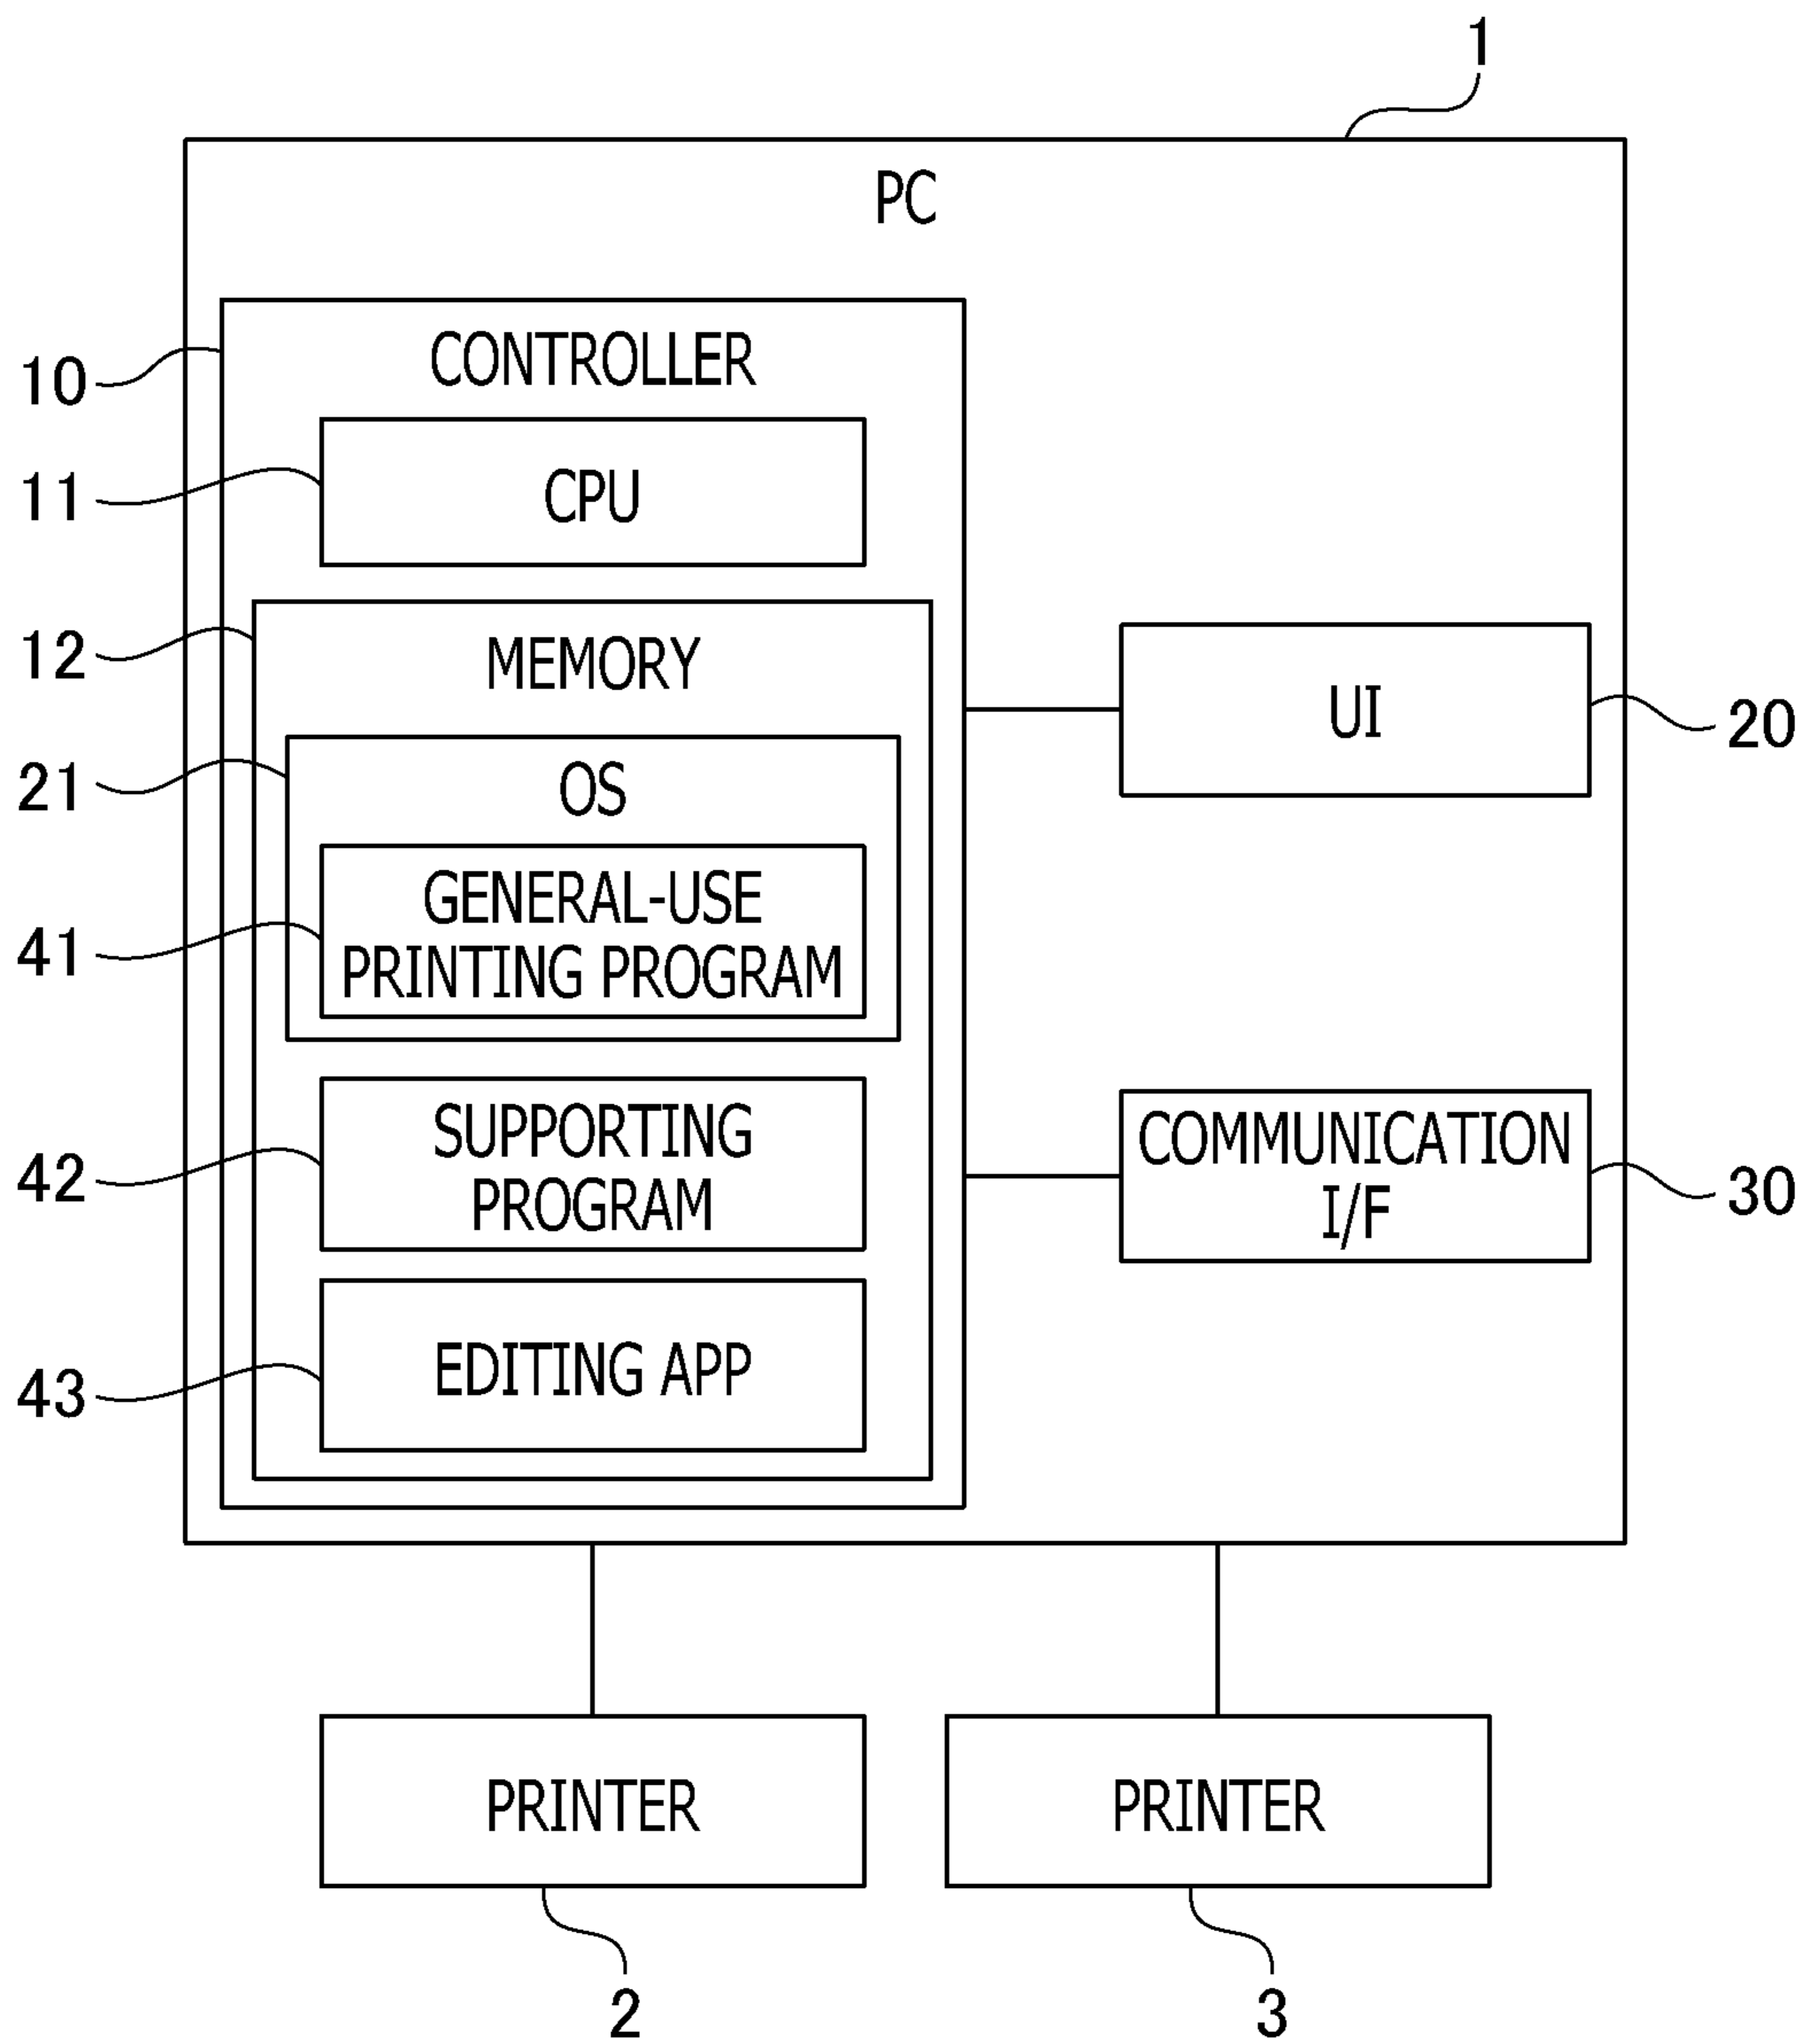 1
PC
10
CONTROLLER
11
CPU
12
MEMORY
21
OS
41
GENERAL-USE
PRINTING PROGRAM
42
SUPPORTING
PROGRAM
43
EDITING APP
UI
20
COMMUNICATION
I/F
30
PRINTER
2
PRINTER
3